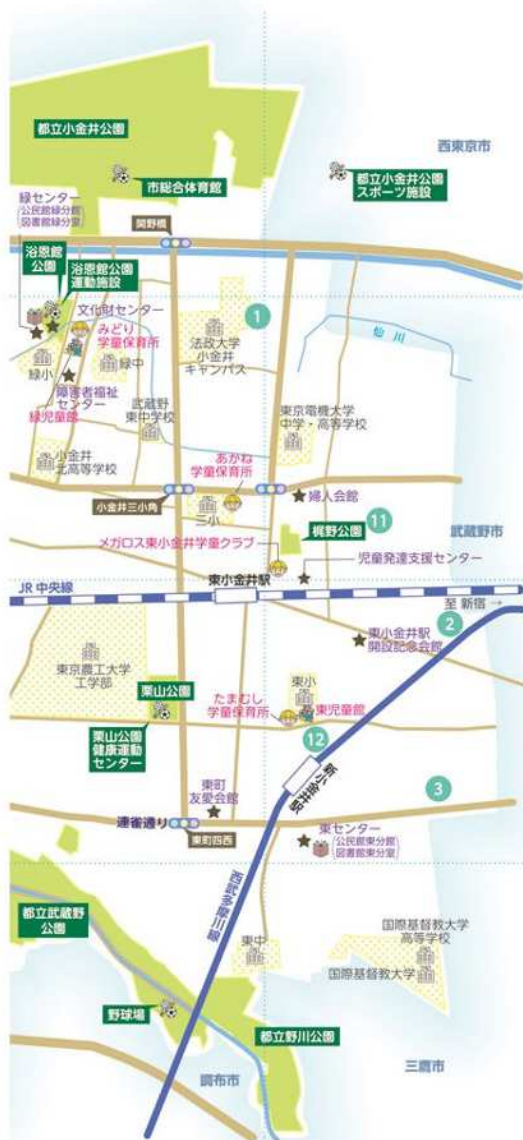 都立小金井公園
西東京市
市総合体育館
都立小金井公園
スポーツ施設
緑センター
(公民館緑分館
図書館緑分室)
関野橋
浴恩館
公園
浴恩館公園
運動施設
文化財センター
みどり
学童保育所
1
法政大学
小金井
キャンパス
仙川
緑小
緑中
障害者福祉
センター
緑児童館
武蔵野
東中学校
東京電機大学
中学・高等学校
小金井
北高等学校
あかね
学童保育所
小金井三小角
三小
婦人会館
梶野公園
11
武蔵野市
メガロス東小金井学童クラブ
児童発達支援センター
JR中央線
東小金井駅
至 新宿 →
2
東小金井駅
開設記念会館
東京農工大学
工学部
栗山公園
東小
たまむし
学童保育所
東児童館
栗山公園
健康運動
センター
12
新小金井駅
3
東町
友愛会館
連雀通り
東町四西
東センター
(公民館東分館
図書館東分室)
西武多摩川線
都立武蔵野
公園
東中
国際基督教大学
高等学校
国際基督教大学
野球場
都立野川公園
調布市
三鷹市